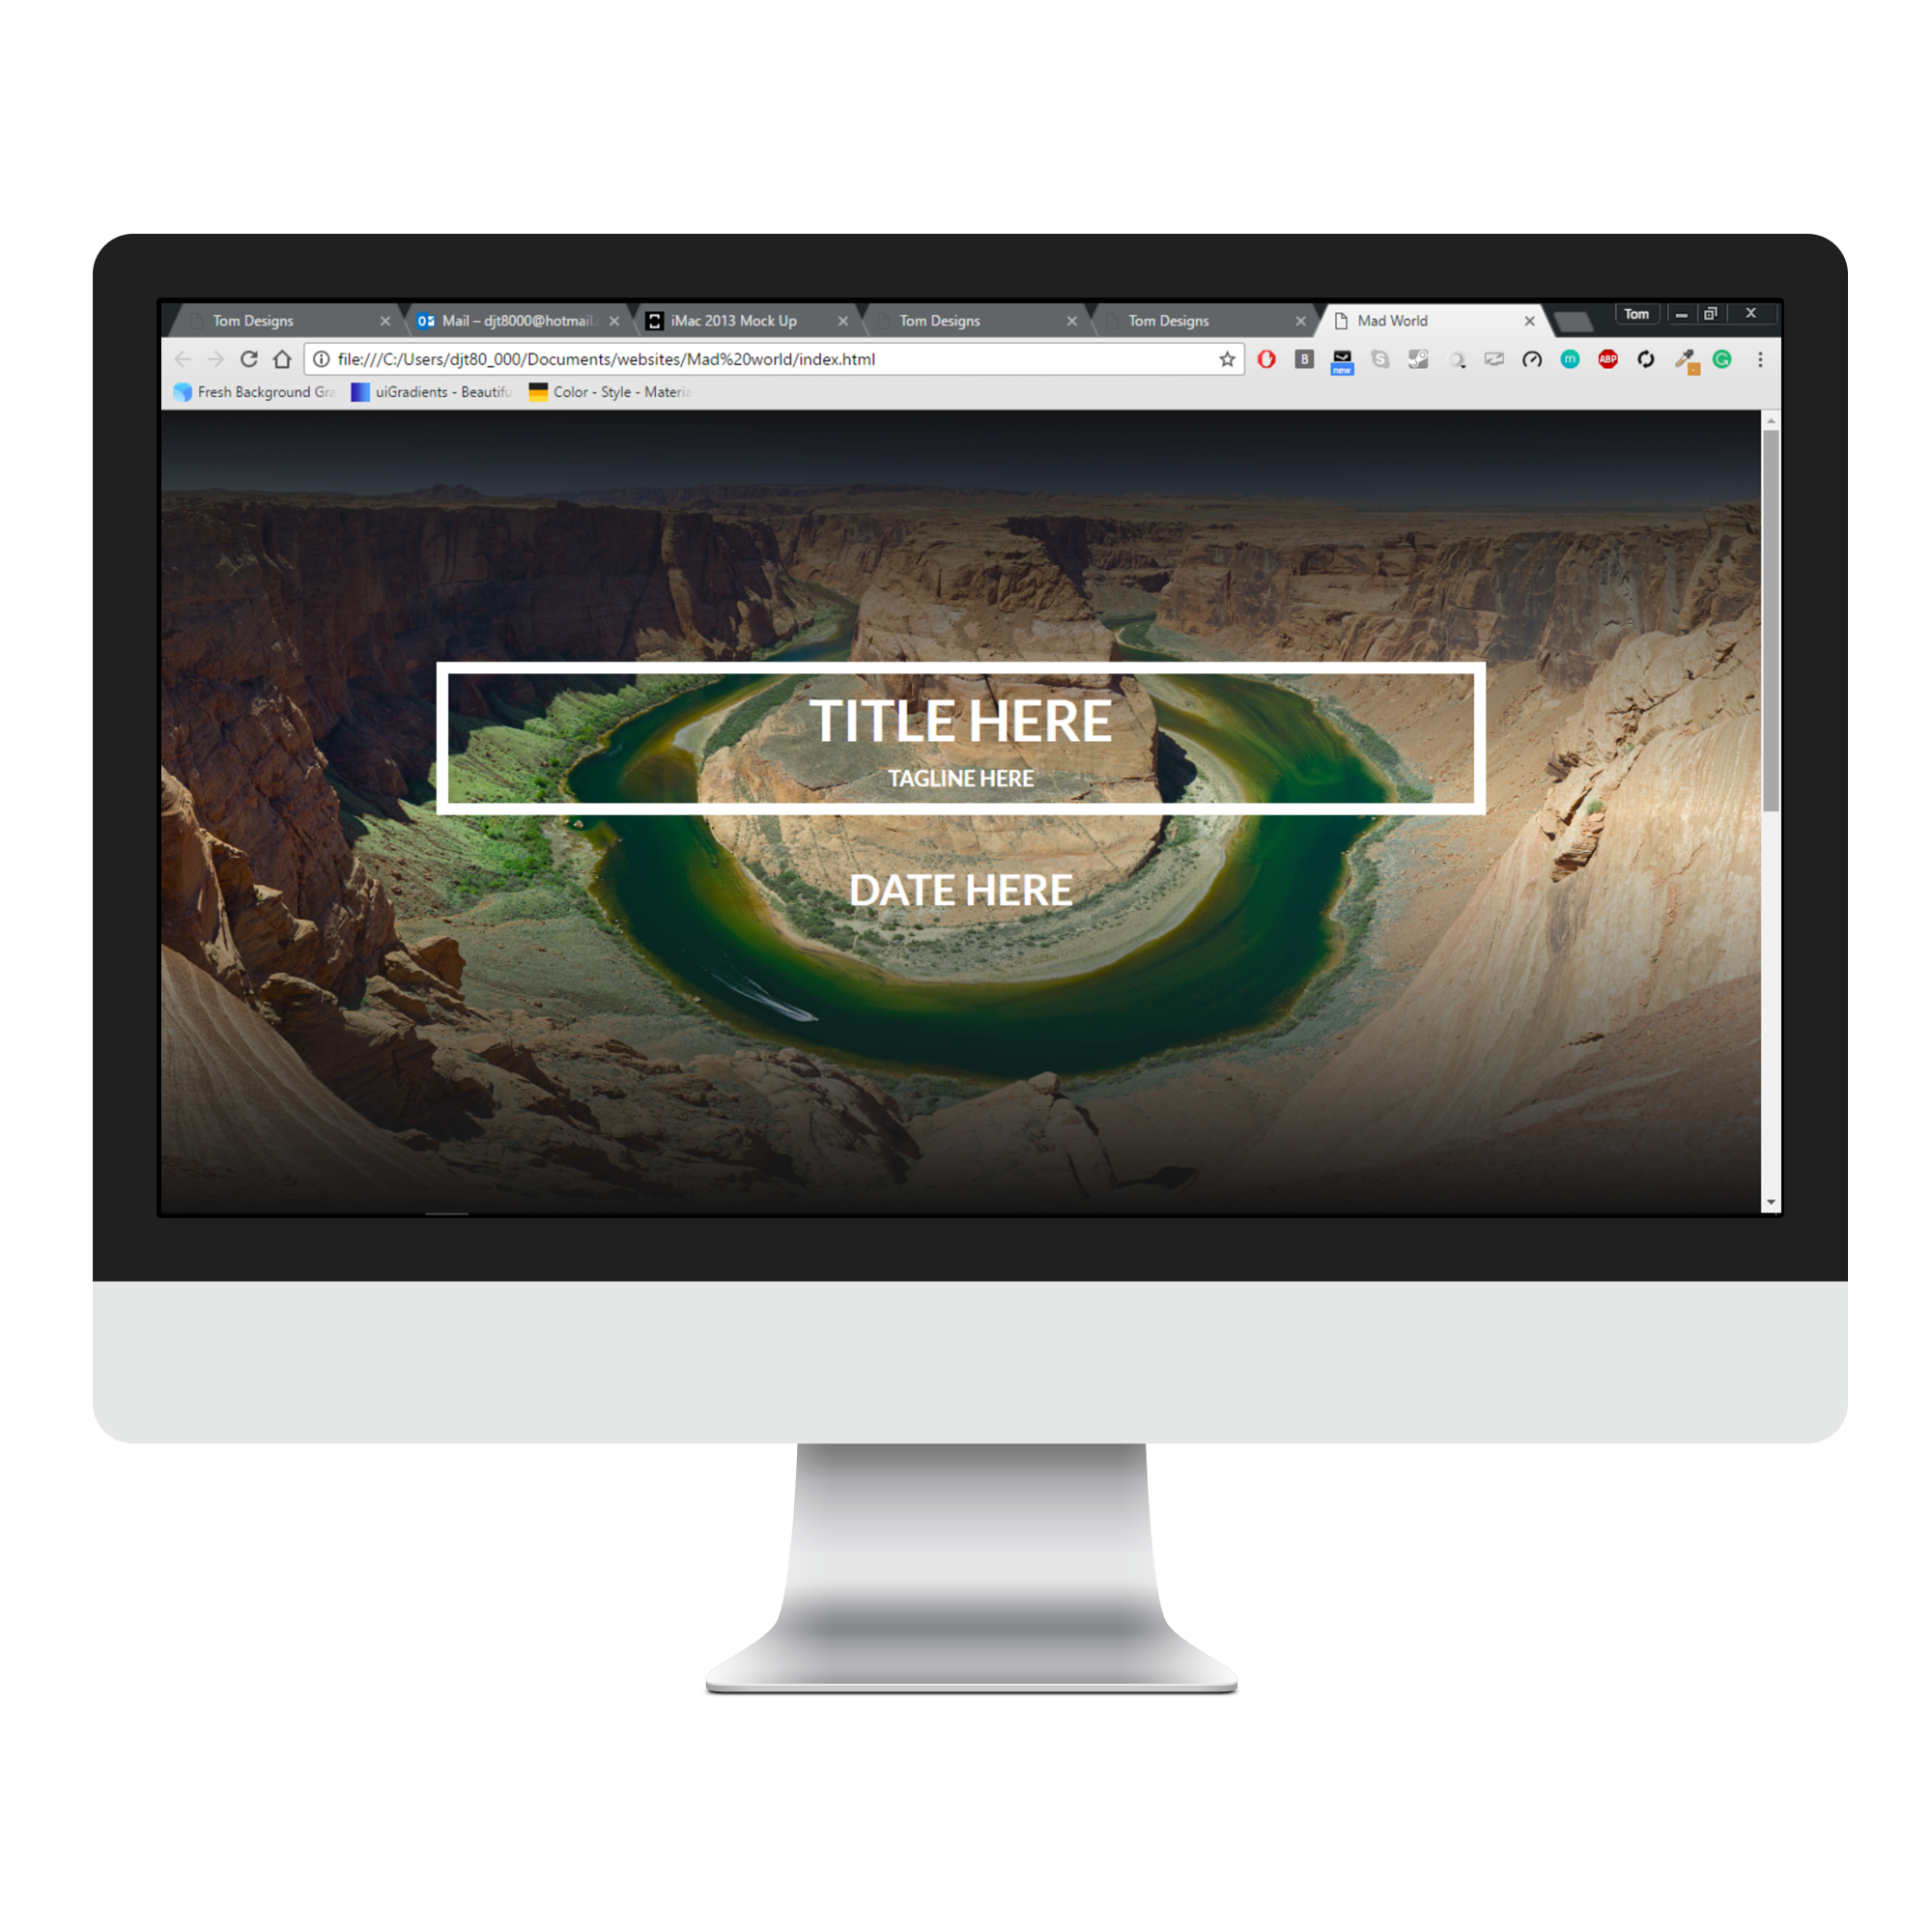 Tom Designs
Mail – djt8000@hotmail.
iMac 2013 Mock Up
Tom Designs
Tom Designs
Mad World
Tom
file:///C:/Users/djt80_000/Documents/websites/Mad%20world/index.html
B
new
S
m
ABP
G
Fresh Background Gra
uiGradients - Beautifu
Color - Style - Materia
TITLE HERE
TAGLINE HERE
DATE HERE